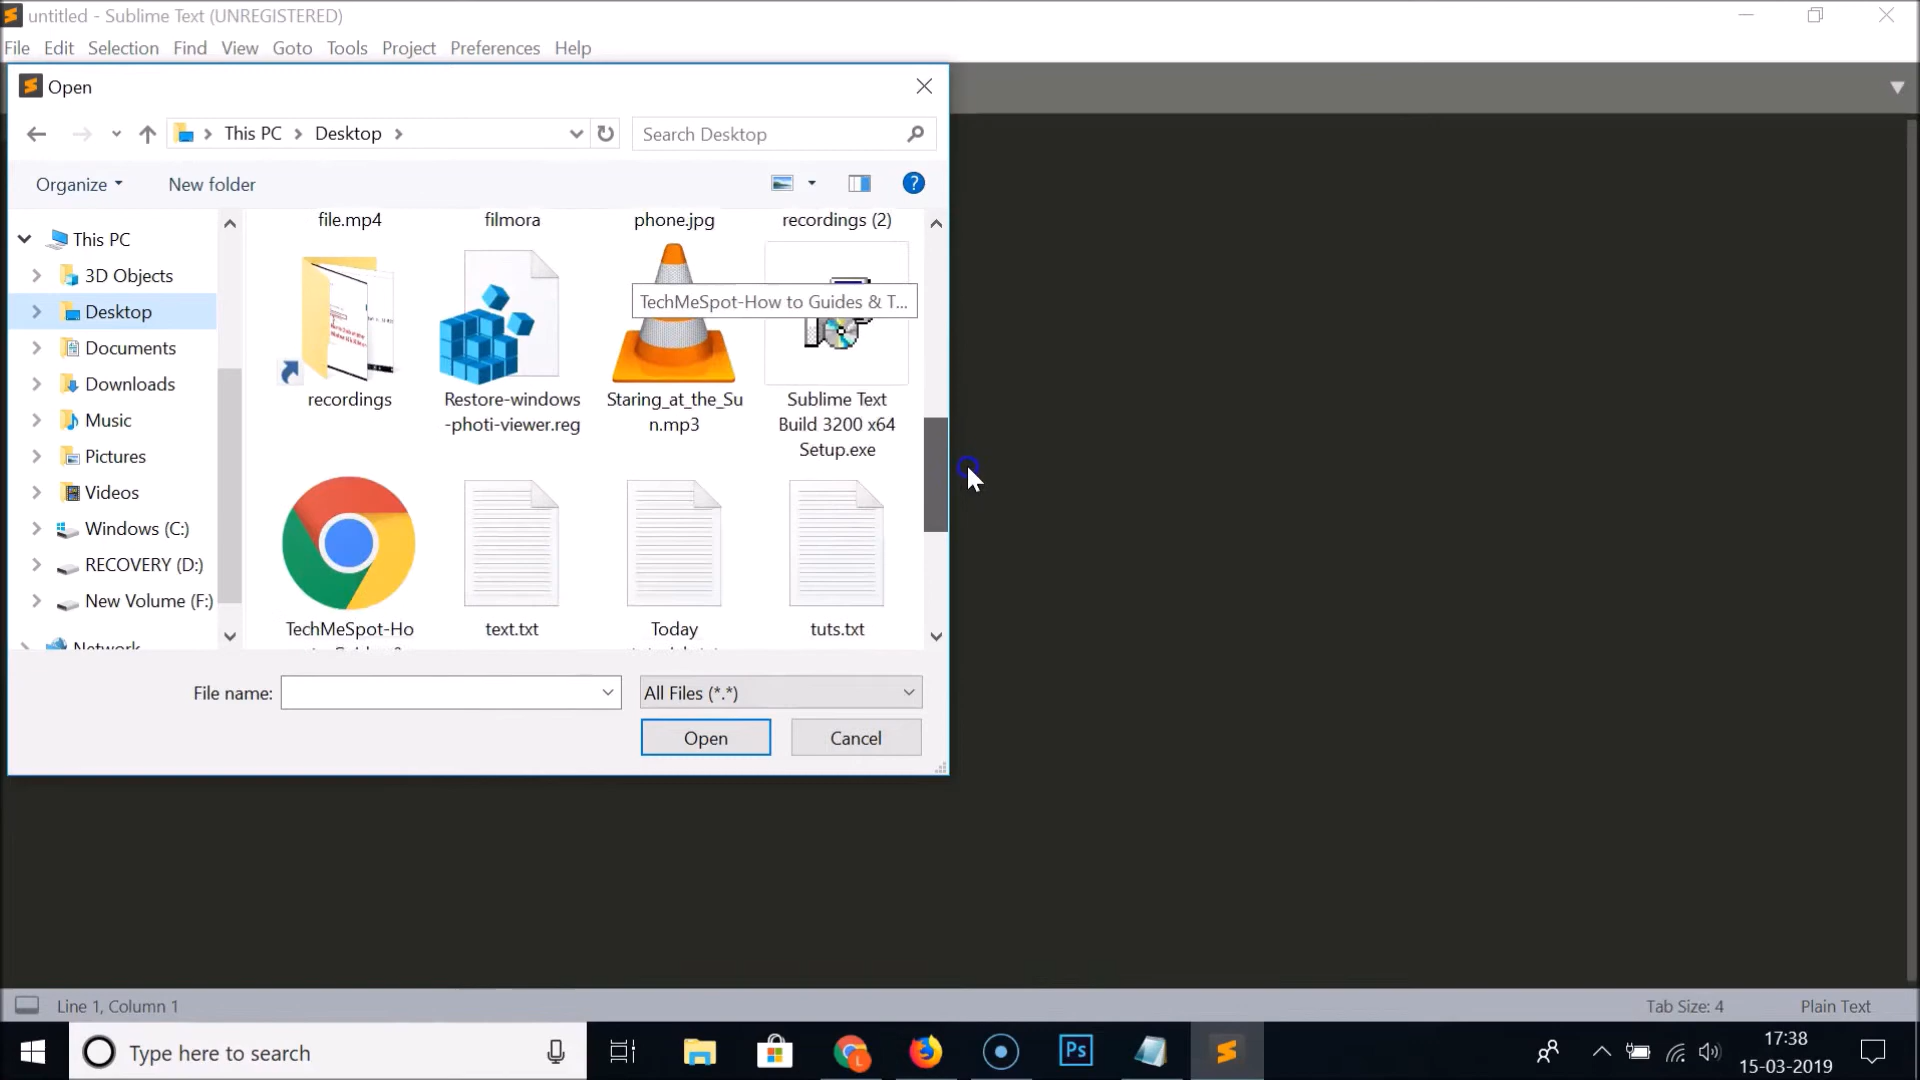 untitled - Sublime Text (UNREGISTERED)
File Edit Selection Find View Goto Tools Project Preferences Help
Open
This PC Desktop
Search Desktop
Organize New folder
This PC
3D Objects
Desktop
Documents
Downloads
Music
Pictures
Videos
Windows (C:)
RECOVERY (D:)
New Volume (F:)
Network
file.mp4 filmora phone.jpg recordings (2)
TechMeSpot-How to Guides & T...
recordings
Restore-windows
-photi-viewer.reg
Staring_at_the_Su
n.mp3
Sublime Text
Build 3200 x64
Setup.exe
TechMeSpot-Ho
text.txt
Today
tuts.txt
File name:
All Files (*.*)
Open Cancel
Line 1, Column 1
Tab Size: 4 Plain Text
Type here to search
Ps
17:38
15-03-2019